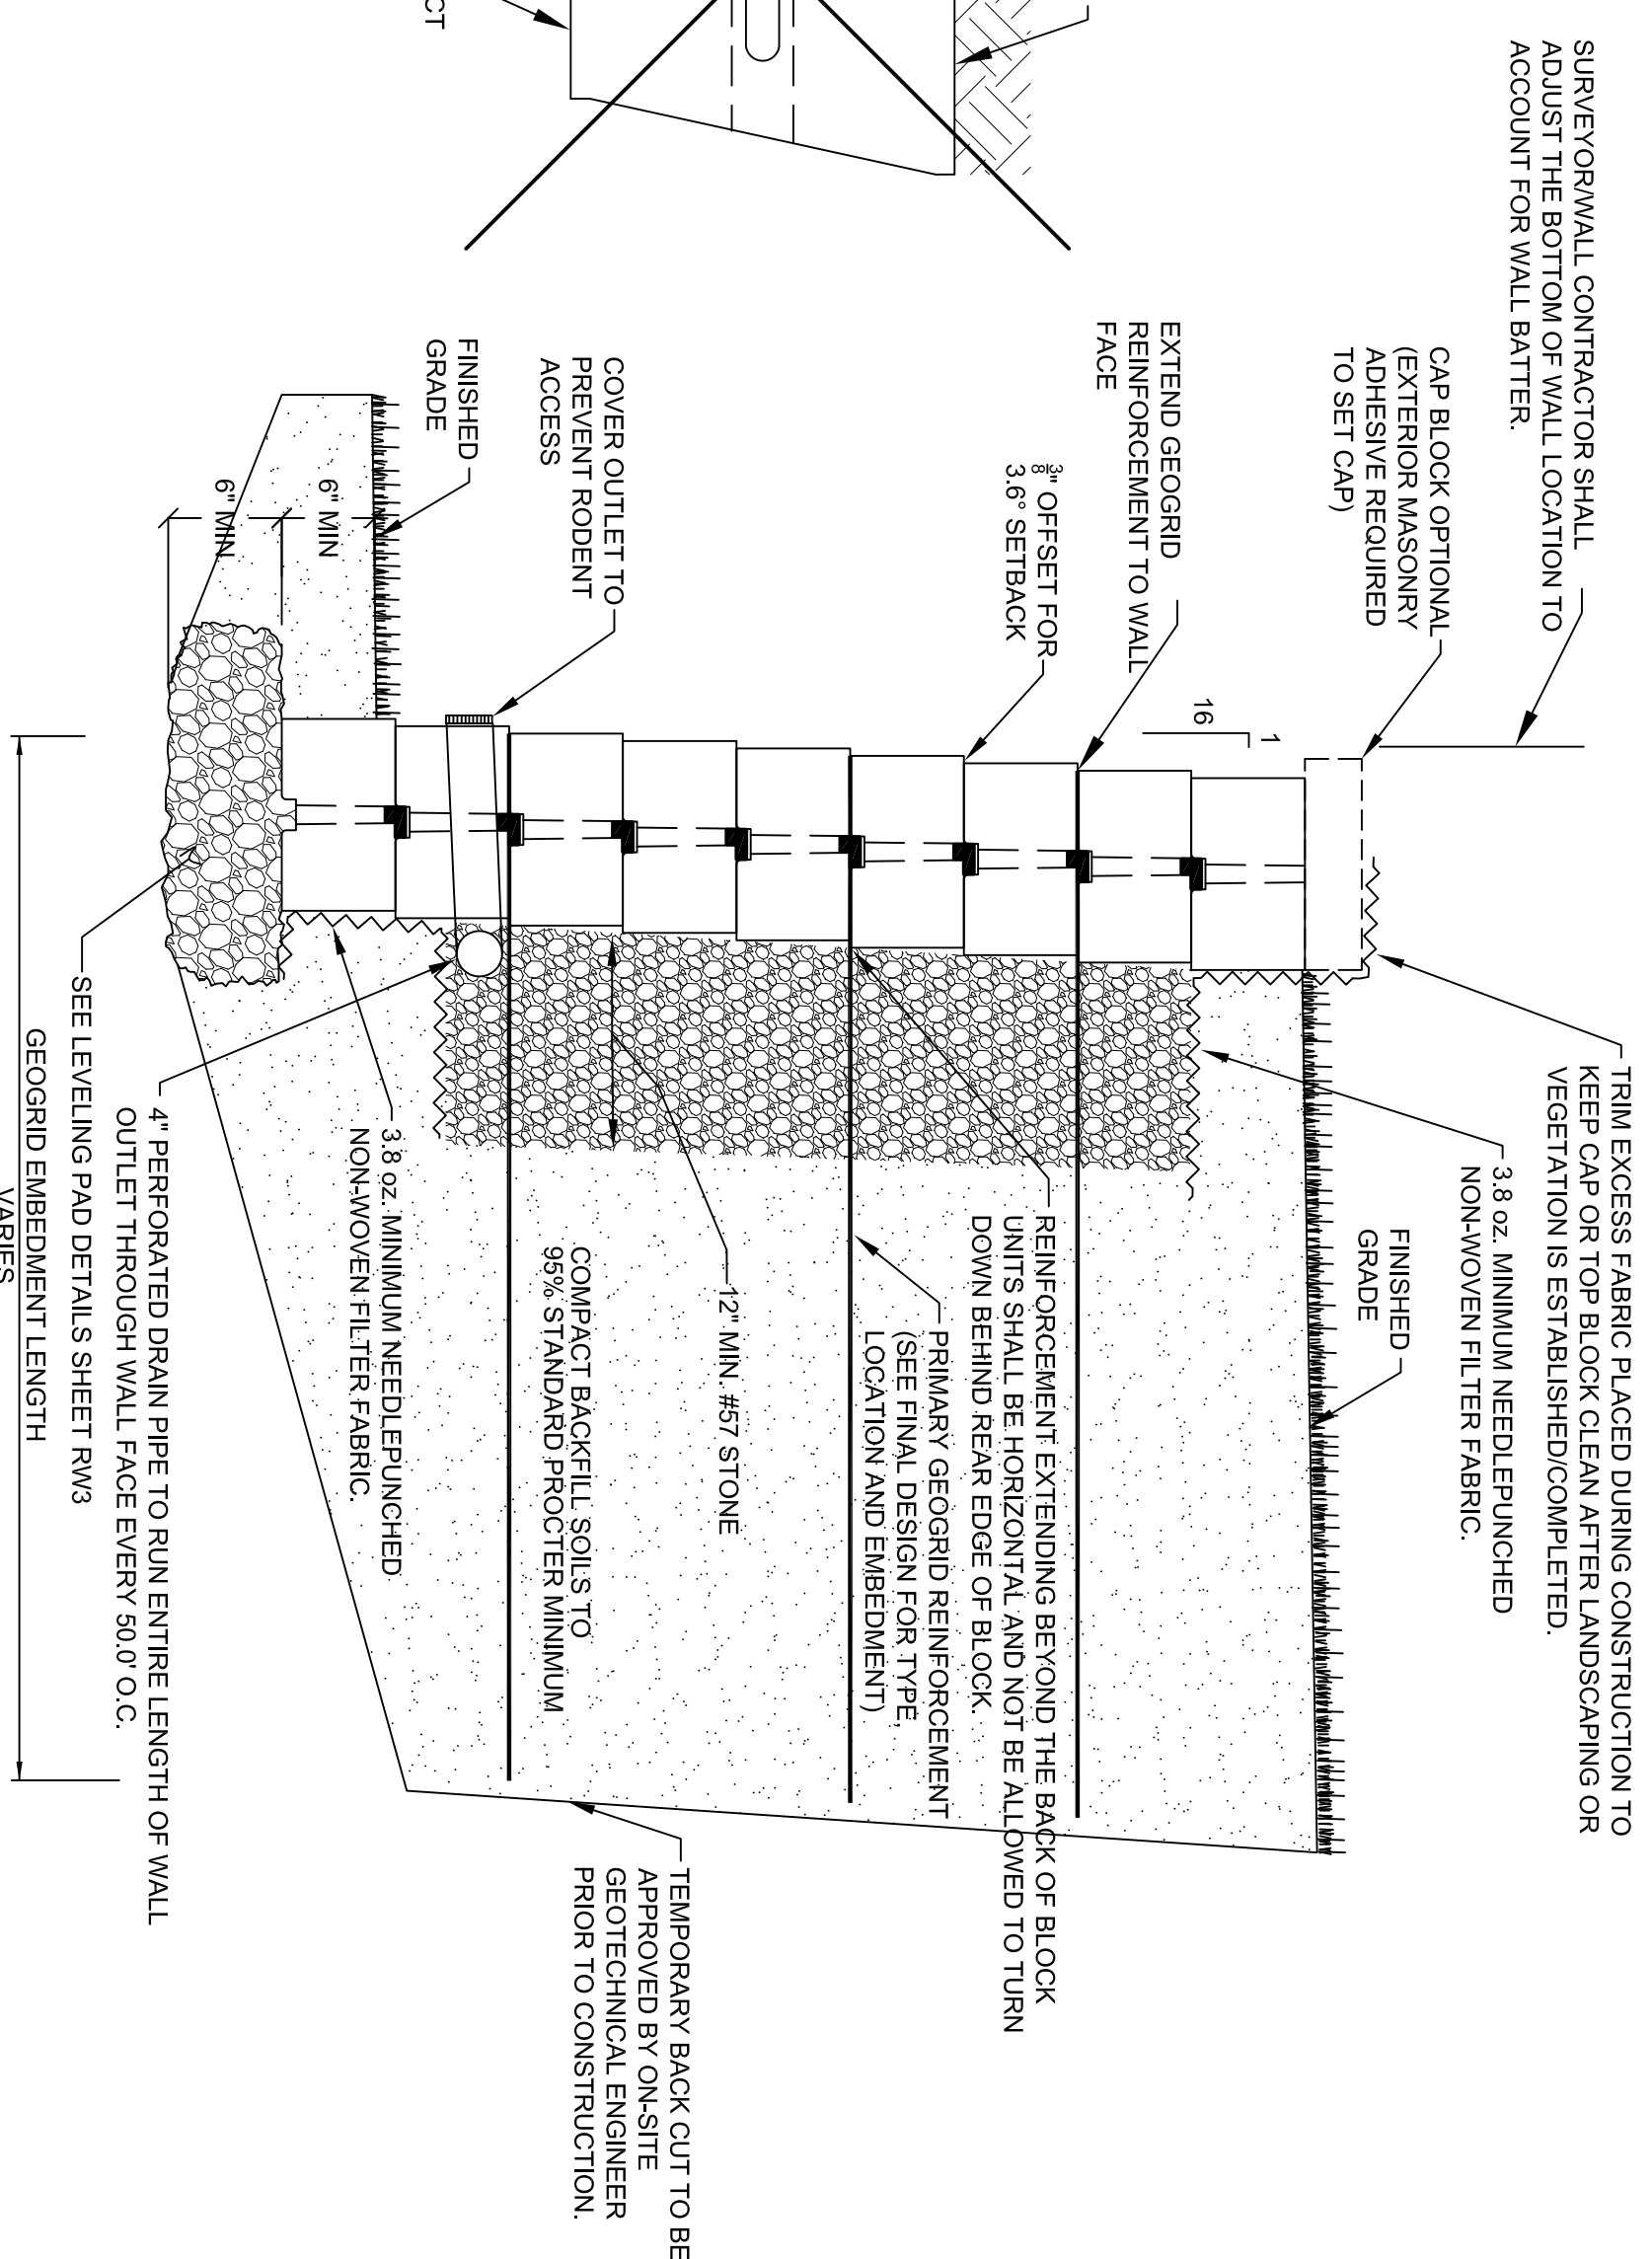 SURVEYOR/WALL CONTRACTOR SHALL
ADJUST THE BOTTOM OF WALL LOCATION TO
ACCOUNT FOR WALL BATTER.
CAP BLOCK OPTIONAL
(EXTERIOR MASONRY
ADHESIVE REQUIRED
TO SET CAP)
1
16
EXTEND GEOGRID
REINFORCEMENT TO WALL
FACE
3/8" OFFSET FOR
3.6° SETBACK
COVER OUTLET TO
PREVENT RODENT
ACCESS
FINISHED
GRADE
6" MIN
6" MIN
CT
TRIM EXCESS FABRIC PLACED DURING CONSTRUCTION TO
KEEP CAP OR TOP BLOCK CLEAN AFTER LANDSCAPING OR
VEGETATION IS ESTABLISHED/COMPLETED.
3.8 oz. MINIMUM NEEDLEPUNCHED
NON-WOVEN FILTER FABRIC.
FINISHED
GRADE
REINFORCEMENT EXTENDING BEYOND THE BACK OF BLOCK
UNITS SHALL BE HORIZONTAL AND NOT BE ALLOWED TO TURN
DOWN BEHIND REAR EDGE OF BLOCK.
PRIMARY GEOGRID REINFORCEMENT
(SEE FINAL DESIGN FOR TYPE,
LOCATION AND EMBEDMENT)
12" MIN. #57 STONE
COMPACT BACKFILL SOILS TO
95% STANDARD PROCTER MINIMUM
3.8 oz. MINIMUM NEEDLEPUNCHED
NON-WOVEN FILTER FABRIC.
4" PERFORATED DRAIN PIPE TO RUN ENTIRE LENGTH OF WALL
OUTLET THROUGH WALL FACE EVERY 50.0' O.C.
SEE LEVELING PAD DETAILS SHEET RW3
GEOGRID EMBEDMENT LENGTH
VARIES
TEMPORARY BACK CUT TO BE
APPROVED BY ON-SITE
GEOTECHNICAL ENGINEER
PRIOR TO CONSTRUCTION.